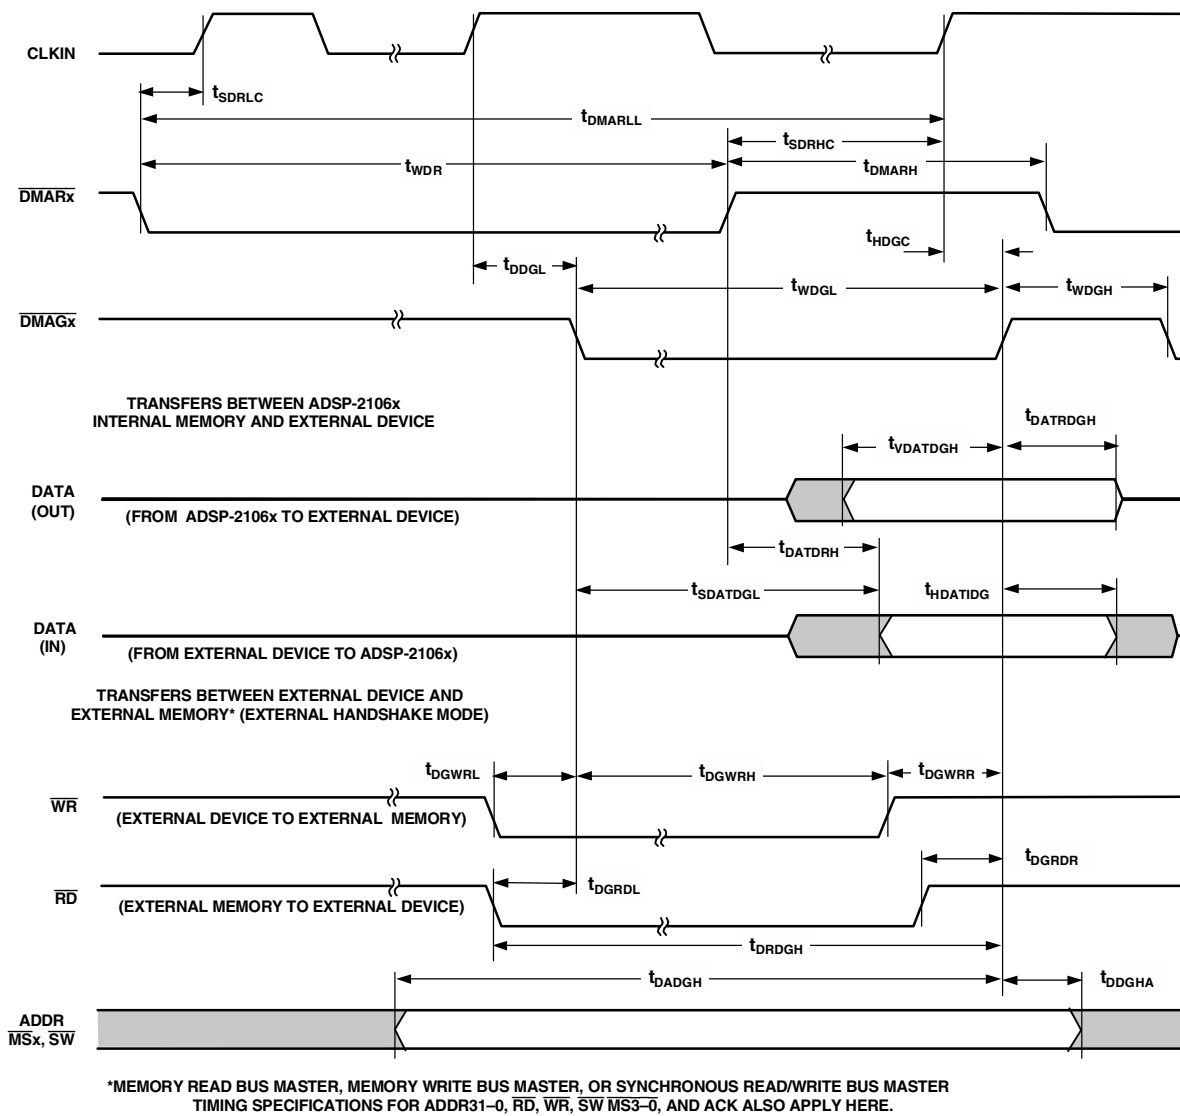 CLKIN
tSDRLC
tDMARLL
tSDRHC
tWDR
tDMARH
DMARx
tHDGC
tDDGL
tWDGL
tWDGH
DMAGx
TRANSFERS BETWEEN ADSP-2106x
INTERNAL MEMORY AND EXTERNAL DEVICE
tDATRDGH
tVDATDGH
DATA
(OUT)
(FROM ADSP-2106x TO EXTERNAL DEVICE)
tDATDRH
tSDATDGL
tHDATIDG
DATA
(IN)
(FROM EXTERNAL DEVICE TO ADSP-2106x)
TRANSFERS BETWEEN EXTERNAL DEVICE AND
EXTERNAL MEMORY* (EXTERNAL HANDSHAKE MODE)
tDGWRL
tDGWRH
tDGWRR
WR
(EXTERNAL DEVICE TO EXTERNAL MEMORY)
tDGRDR
RD
tDGRDL
(EXTERNAL MEMORY TO EXTERNAL DEVICE)
tDRDGH
tDADGH
tDDGHA
ADDR
MSx, SW
*MEMORY READ BUS MASTER, MEMORY WRITE BUS MASTER, OR SYNCHRONOUS READ/WRITE BUS MASTER
TIMING SPECIFICATIONS FOR ADDR31–0, RD, WR, SW MS3–0, AND ACK ALSO APPLY HERE.